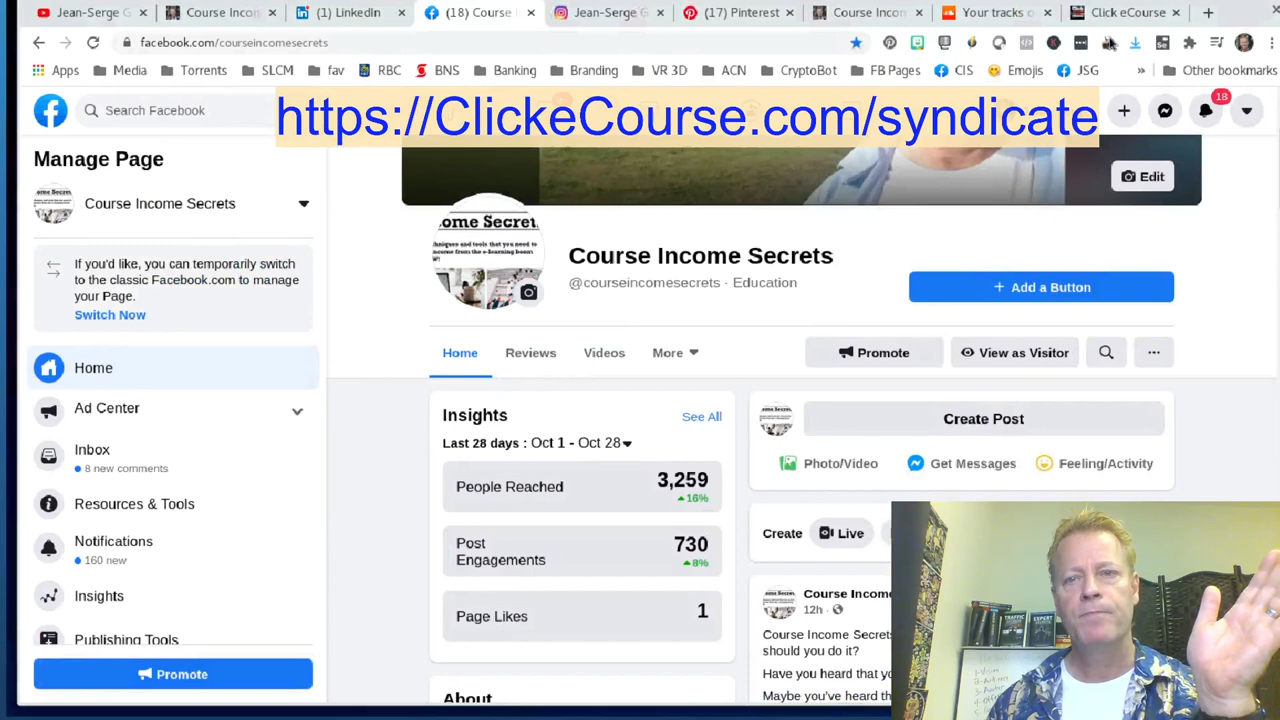 Jean-Serge G
Course Incon
(1) LinkedIn
(18) Course I
Jean-Serge G
(17) Pinterest
Course Incom
Your tracks o
Click eCourse
facebook.com/courseincomesecrets
Apps
Media
Torrents
SLCM
fav
RBC
BNS
Banking
Branding
VR 3D
ACN
CryptoBot
FB Pages
CIS
Emojis
JSG
»
Other bookmarks
Search Facebook
https://ClickeCourse.com/syndicate
18
Manage Page
Edit
Course Income Secrets
ome Secret
Course Income Secrets
@courseincomesecrets · Education
+ Add a Button
If you'd like, you can temporarily switch
to the classic Facebook.com to manage
your Page.
Switch Now
Home
Reviews
Videos
More
Promote
View as Visitor
Home
Ad Center
Inbox
8 new comments
Resources & Tools
Notifications
160 new
Insights
Publishing Tools
Promote
Insights
See All
Last 28 days : Oct 1 - Oct 28
People Reached
3,259
16%
Post
Engagements
730
8%
Page Likes
1
About
Create Post
Photo/Video
Get Messages
Feeling/Activity
Create
Live
Course Incom
12h ·
Course Income Secret
should you do it?
Have you heard that yo
Maybe you've heard th
TRAFFIC
EXPERT